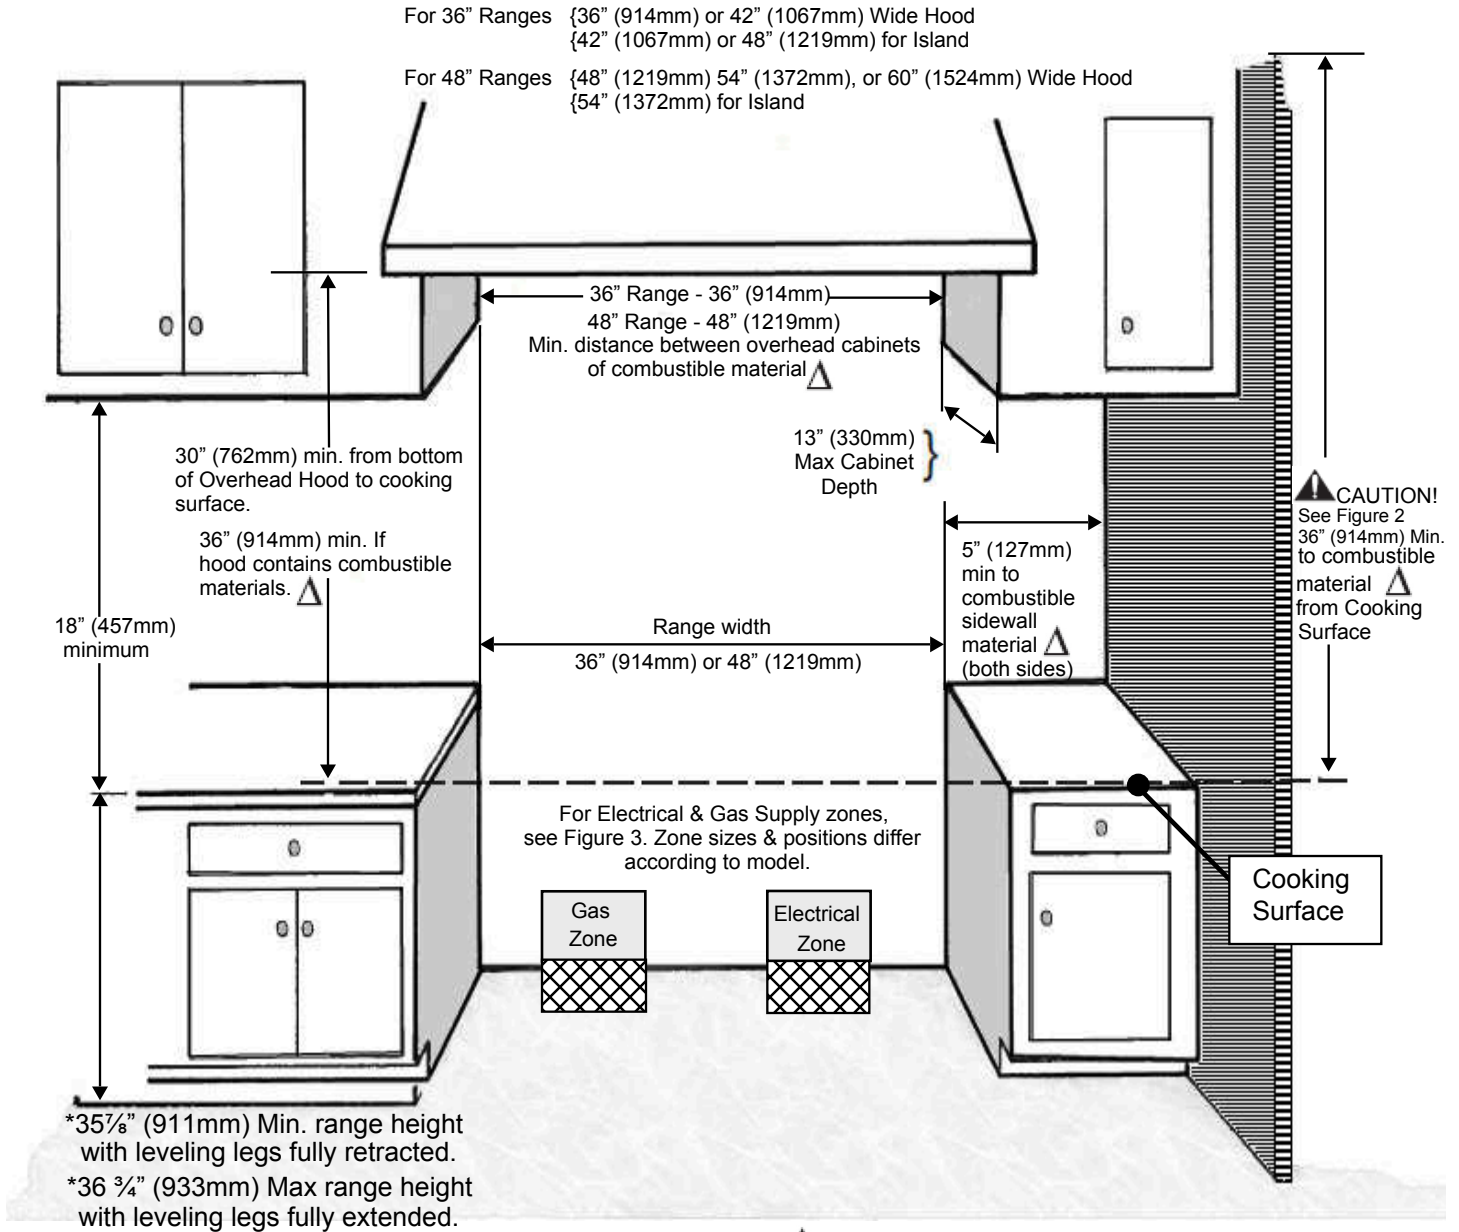 For 36” Ranges {36” (914mm) or 42” (1067mm) Wide Hood
{42” (1067mm) or 48” (1219mm) for Island
For 48” Ranges {48” (1219mm) 54” (1372mm), or 60” (1524mm) Wide Hood
{54” (1372mm) for Island
36” Range - 36” (914mm)
48” Range - 48” (1219mm)
Min. distance between overhead cabinets
of combustible material
13” (330mm)
Max Cabinet
Depth
30” (762mm) min. from bottom
of Overhead Hood to cooking
surface.
36” (914mm) min. If
hood contains combustible
materials.
18” (457mm)
minimum
CAUTION!
See Figure 2
36” (914mm) Min.
to combustible
material
from Cooking
Surface
5” (127mm)
min to
combustible
sidewall
material
(both sides)
Range width
36” (914mm) or 48” (1219mm)
For Electrical & Gas Supply zones,
see Figure 3. Zone sizes & positions differ
according to model.
Gas
Zone
Electrical
Zone
Cooking
Surface
*35⅞” (911mm) Min. range height
with leveling legs fully retracted.
*36 ¾” (933mm) Max range height
with leveling legs fully extended.